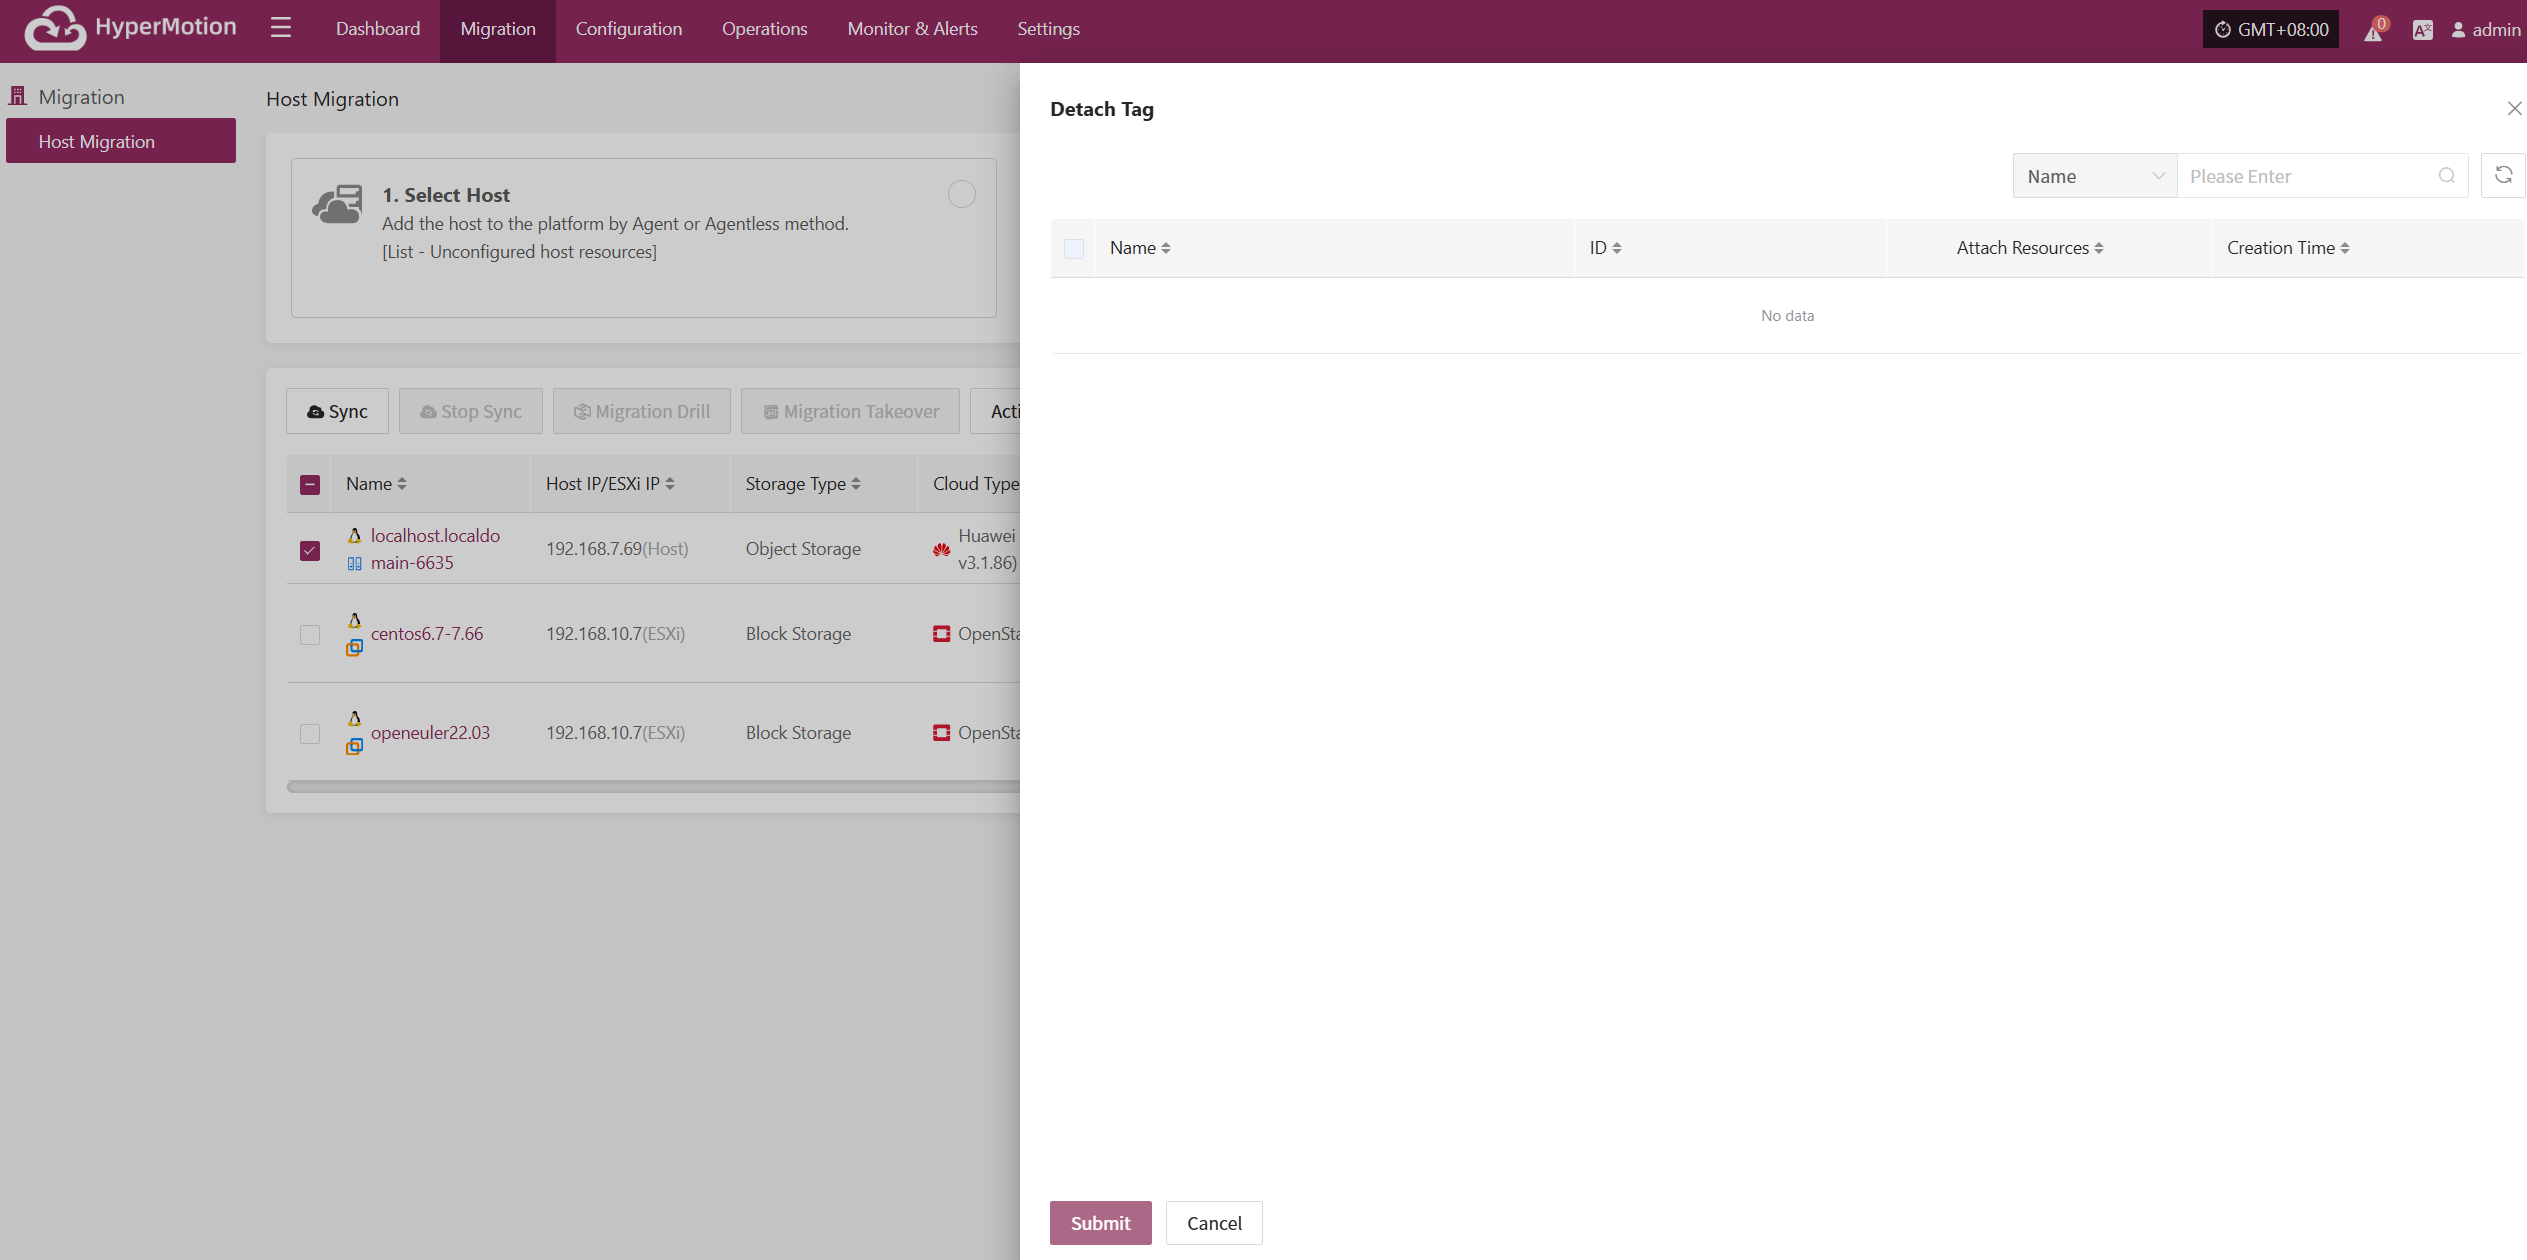 HyperMotion
Dashboard
Migration
Configuration
Operations
Monitor & Alerts
Settings
GMT+08:00
0
admin
Migration
Host Migration
Host Migration
1. Select Host
Add the host to the platform by Agent or Agentless method.
[List - Unconfigured host resources]
Sync
Stop Sync
Migration Drill
Migration Takeover
Acti
Name
Host IP/ESXi IP
Storage Type
Cloud Type
localhost.localdo
main-6635
192.168.7.69(Host)
Object Storage
Huawei
v3.1.86)
centos6.7-7.66
192.168.10.7(ESXi)
Block Storage
OpenSta
openeuler22.03
192.168.10.7(ESXi)
Block Storage
OpenSta
Detach Tag
Name
Please Enter
Name
ID
Attach Resources
Creation Time
No data
Submit
Cancel